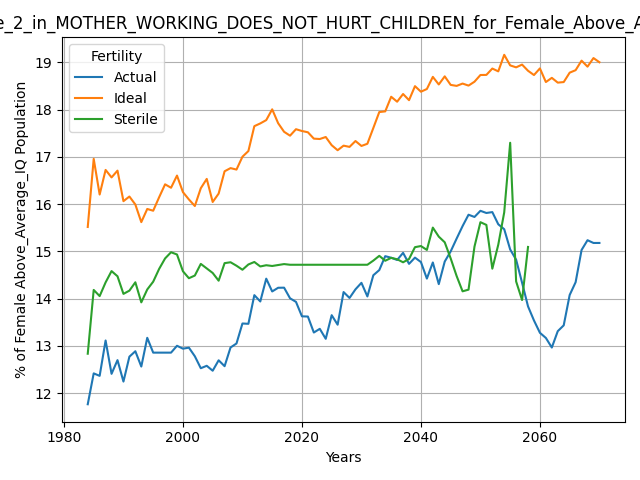 e_2_in_MOTHER_WORKING_DOES_NOT_HURT_CHILDREN_for_Female_Above_A
Fertility
Actual
Ideal
Sterile
% of Female Above_Average_IQ Population
19
18
17
16
15
14
13
12
1980
2000
2020
2040
2060
Years